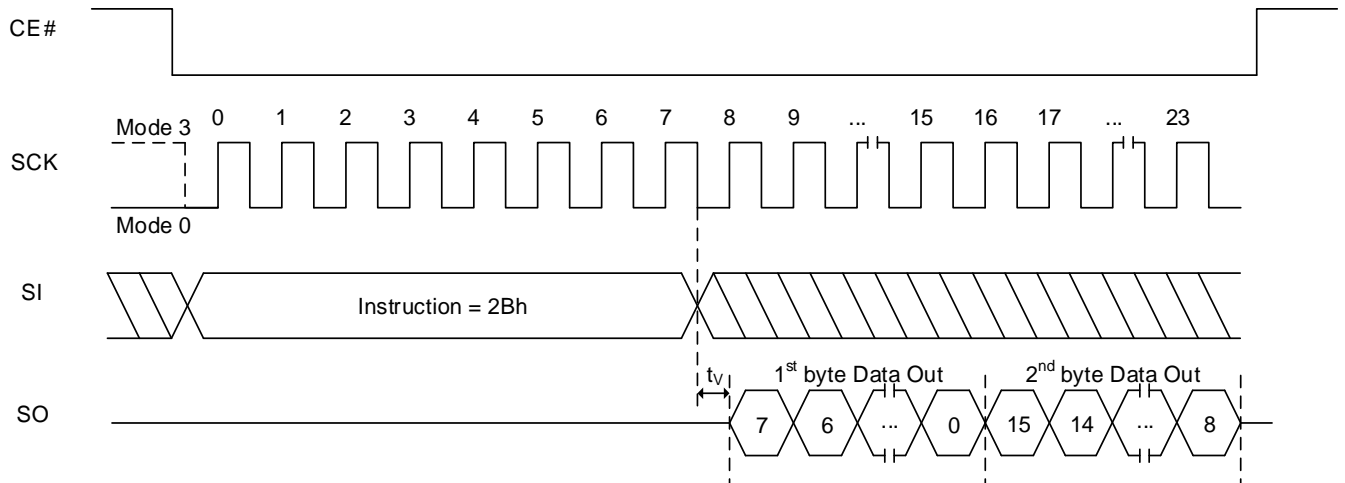 CE#
0 1 2 3 4 5 6 7 8 9 ... 15 16 17 ... 23
Mode 3
SCK
Mode 0
SI
Instruction = 2Bh
tV 1st byte Data Out 2nd byte Data Out
SO
7 6 ... 0 15 14 ... 8